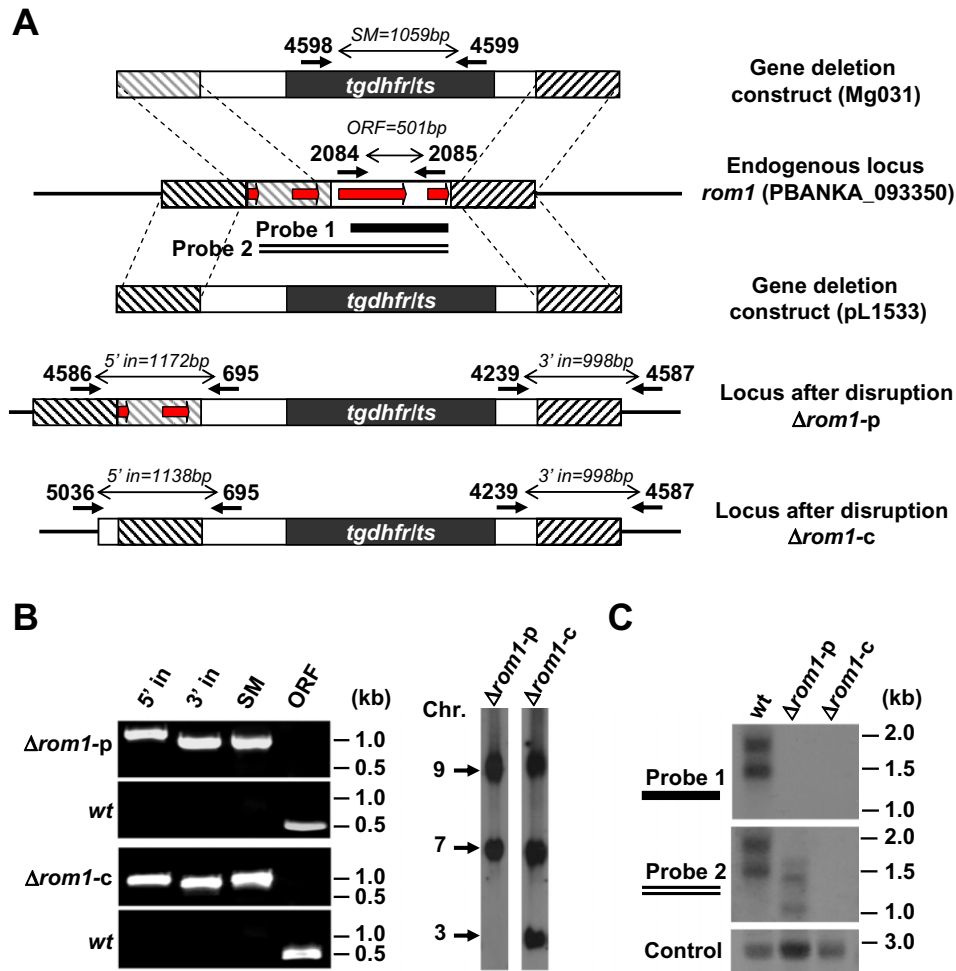 A
SM=1059bp
4598
4599
tgdhfr/ts
Gene deletion
construct (Mg031)
ORF=501bp
2084
2085
Endogenous locus
rom1 (PBANKA_093350)
Probe 1
Probe 2
tgdhfr/ts
Gene deletion
construct (pL1533)
5' in=1172bp
3' in=998bp
4586
695
4239
4587
tgdhfr/ts
Locus after disruption
Δrom1-p
5' in=1138bp
3' in=998bp
5036
695
4239
4587
tgdhfr/ts
Locus after disruption
Δrom1-c
B
5' in
3' in
SM
ORF
(kb)
Δrom1-p
1.0
0.5
wt
1.0
0.5
Δrom1-c
1.0
0.5
wt
1.0
0.5
Δrom1-p
Δrom1-c
Chr.
9
7
3
C
wt
Δrom1-p
Δrom1-c
(kb)
Probe 1
2.0
1.5
1.0
Probe 2
2.0
1.5
1.0
Control
3.0